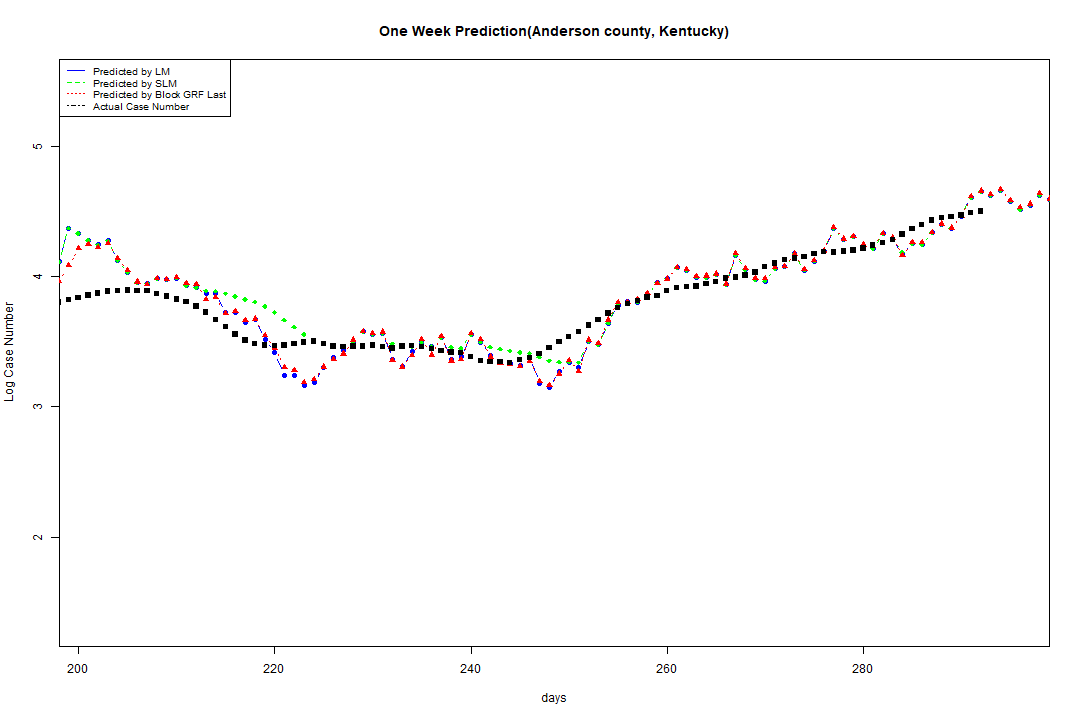 One Week Prediction(Anderson county, Kentucky)
Predicted by LM
Predicted by SLM
Predicted by Block GRF Last
Actual Case Number
5
4
3
2
Log Case Number
200 220 240 260 280
days